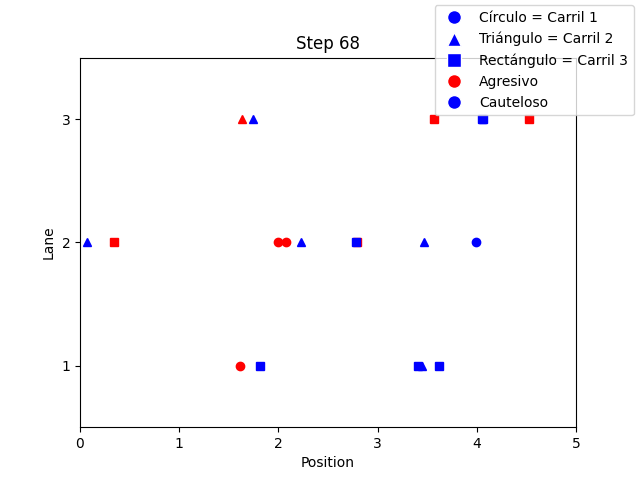 Step 68
Círculo = Carril 1
Triángulo = Carril 2
Rectángulo = Carril 3
Agresivo
Cauteloso
Lane
3
2
1
0 1 2 3 4 5
Position